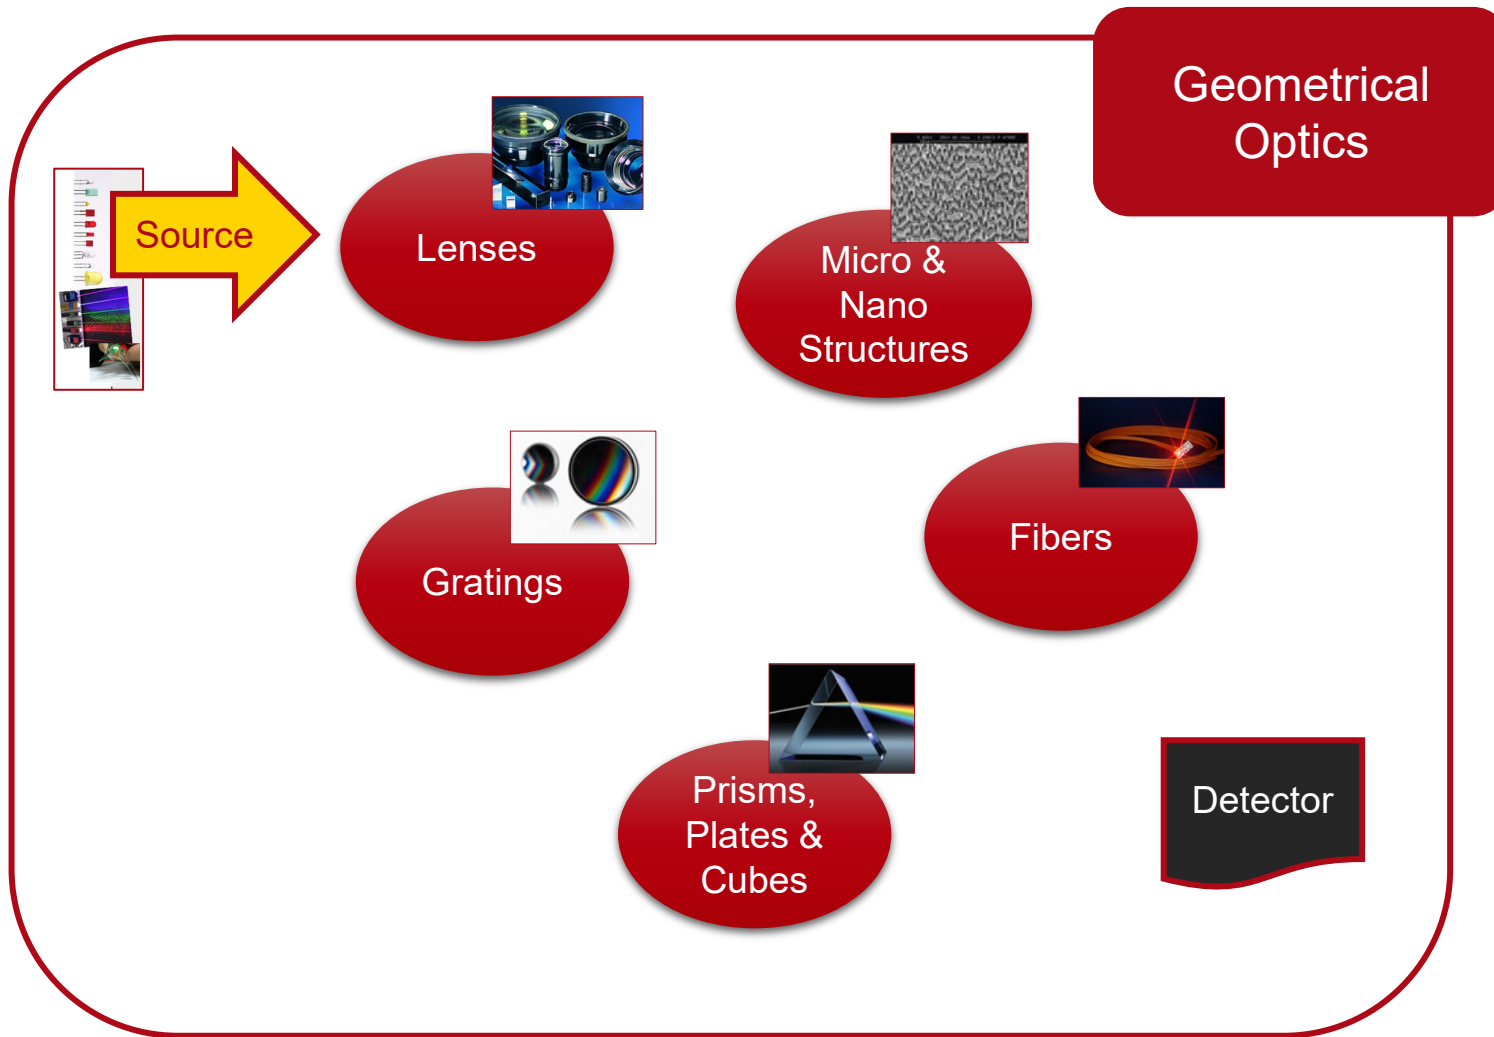 Geometrical
Optics
Source
Lenses
Micro &
Nano
Structures
Gratings
Fibers
Prisms,
Plates &
Cubes
Detector